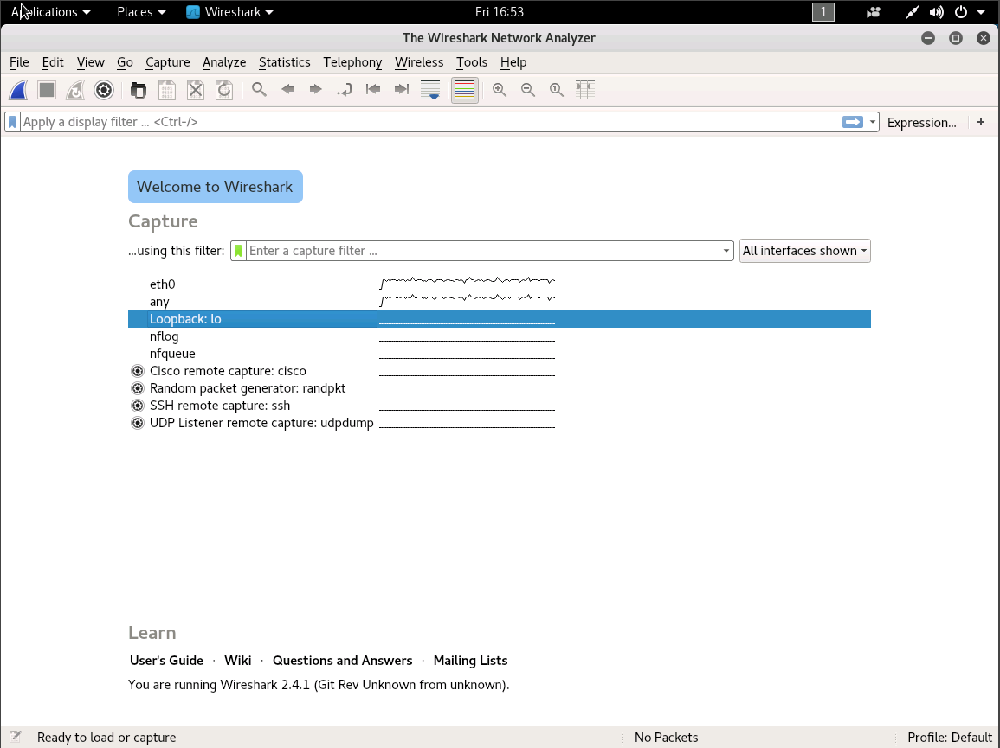 Applications Places Wireshark Fri 16:53 1
The Wireshark Network Analyzer
File Edit View Go Capture Analyze Statistics Telephony Wireless Tools Help
Apply a display filter ... <Ctrl-/> Expression... +
Welcome to Wireshark
Capture
...using this filter: Enter a capture filter ... All interfaces shown
eth0
any
Loopback: lo
nflog
nfqueue
Cisco remote capture: cisco
Random packet generator: randpkt
SSH remote capture: ssh
UDP Listener remote capture: udpdump
Learn
User's Guide · Wiki · Questions and Answers · Mailing Lists
You are running Wireshark 2.4.1 (Git Rev Unknown from unknown).
Ready to load or capture No Packets Profile: Default